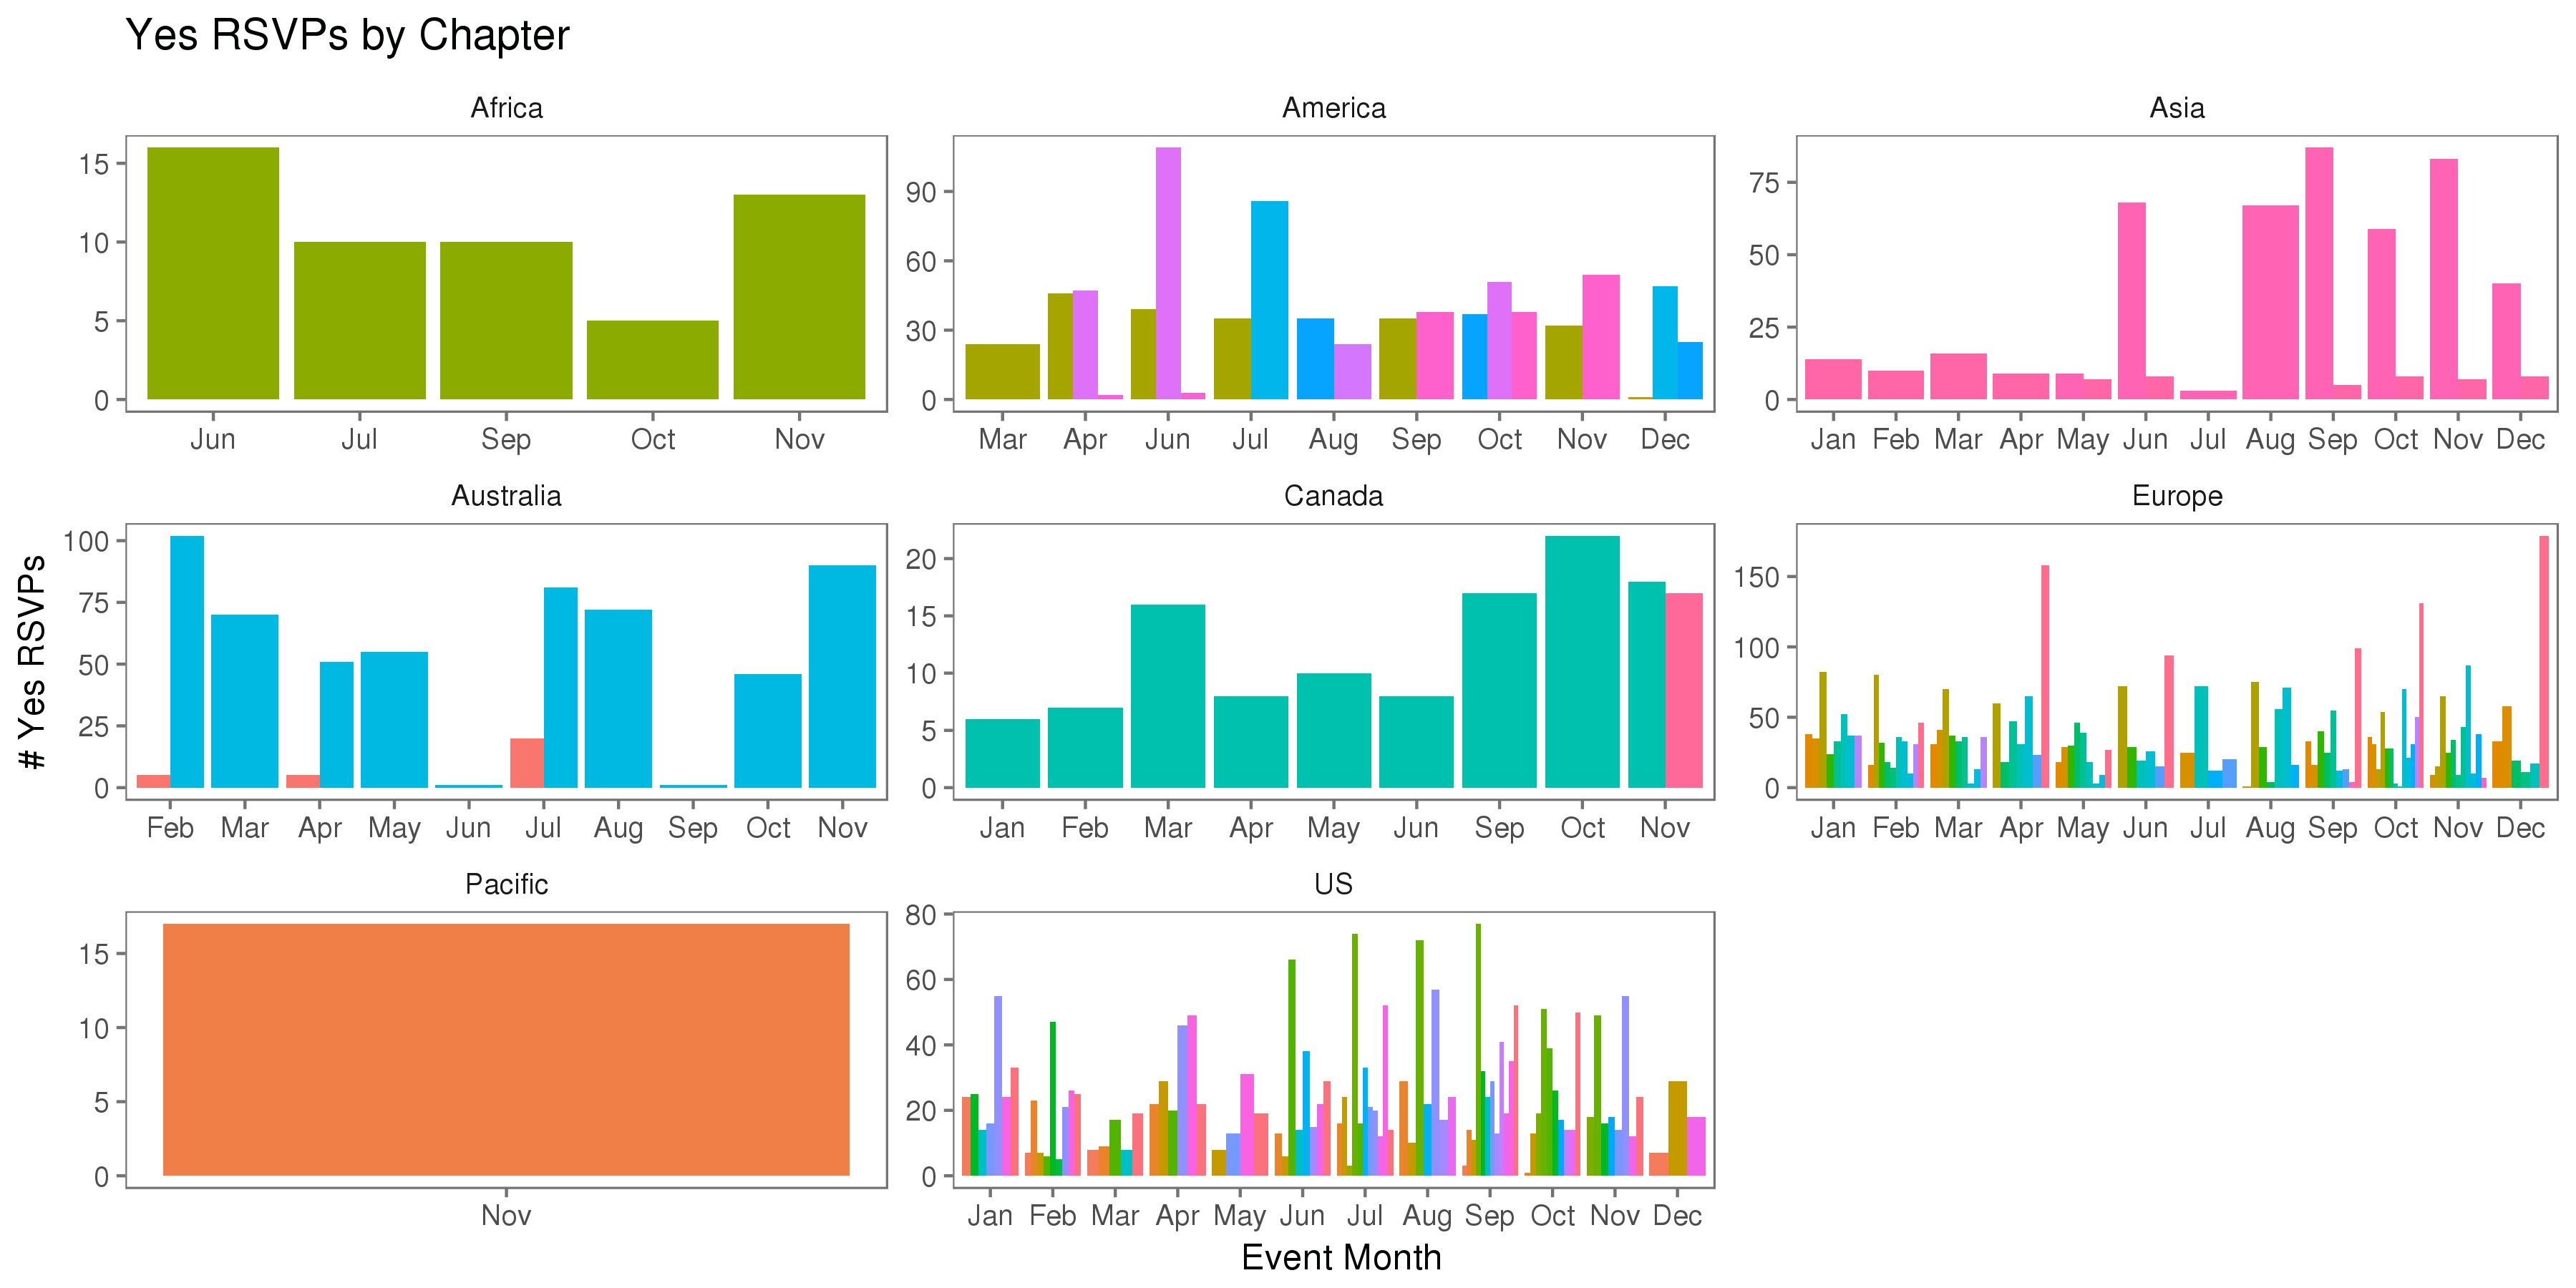 Yes RSVPs by Chapter
Africa
15
10
5
0
Jun Jul Sep Oct Nov
America
90
60
30
0
Mar Apr Jun Jul Aug Sep Oct Nov Dec
Asia
75
50
25
0
Jan Feb Mar Apr May Jun Jul Aug Sep Oct Nov Dec
# Yes RSVPs
Australia
100
75
50
25
0
Feb Mar Apr May Jun Jul Aug Sep Oct Nov
Canada
20
15
10
5
0
Jan Feb Mar Apr May Jun Sep Oct Nov
Europe
150
100
50
0
Jan Feb Mar Apr May Jun Jul Aug Sep Oct Nov Dec
Pacific
15
10
5
0
Nov
US
80
60
40
20
0
Jan Feb Mar Apr May Jun Jul Aug Sep Oct Nov Dec
Event Month